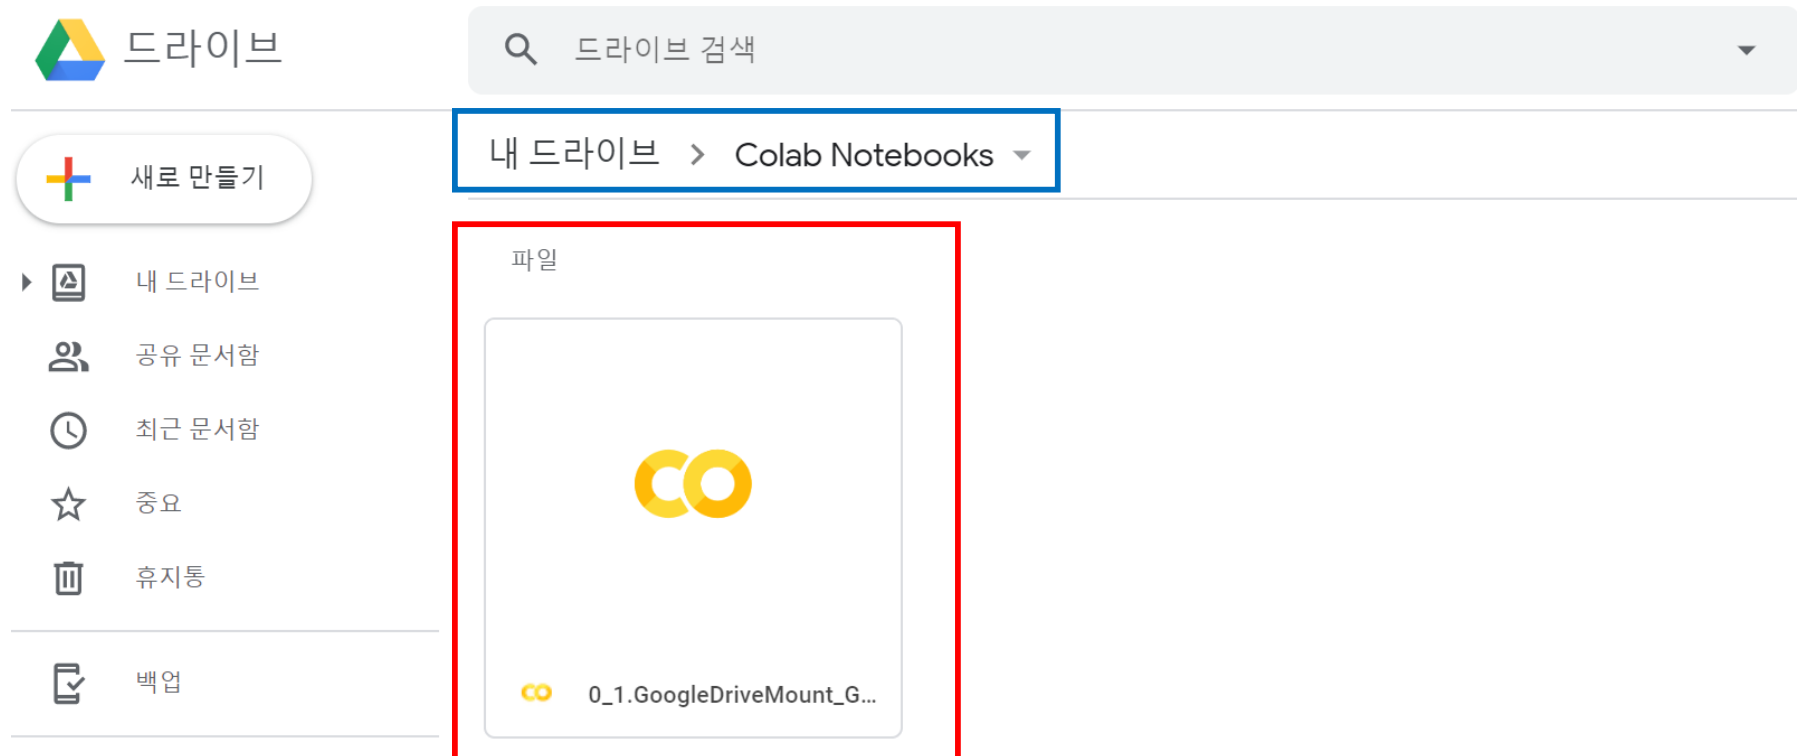 드라이브
드라이브 검색
내 드라이브 > Colab Notebooks
새로 만들기
내 드라이브
공유 문서함
최근 문서함
중요
휴지통
백업
파일
0_1.GoogleDriveMount_G...